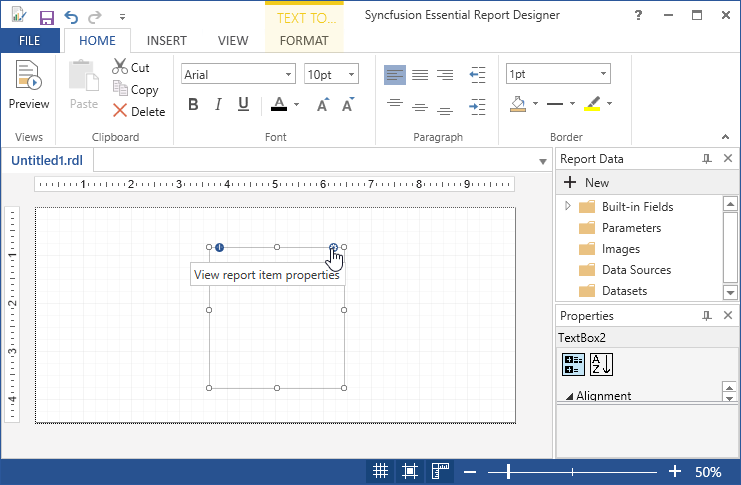 TEXT TO...
Syncfusion Essential Report Designer
?
FILE
HOME
INSERT
VIEW
FORMAT
Preview
Views
Paste
Cut
Copy
Delete
Clipboard
Arial
10pt
B I U A A A
Font
Paragraph
1pt
Border
Untitled1.rdl
1 2 3 4 5 6 7 8 9
1
2
3
4
View report item properties
Report Data
New
Built-in Fields
Parameters
Images
Data Sources
Datasets
Properties
TextBox2
A
Z
Alignment
50%